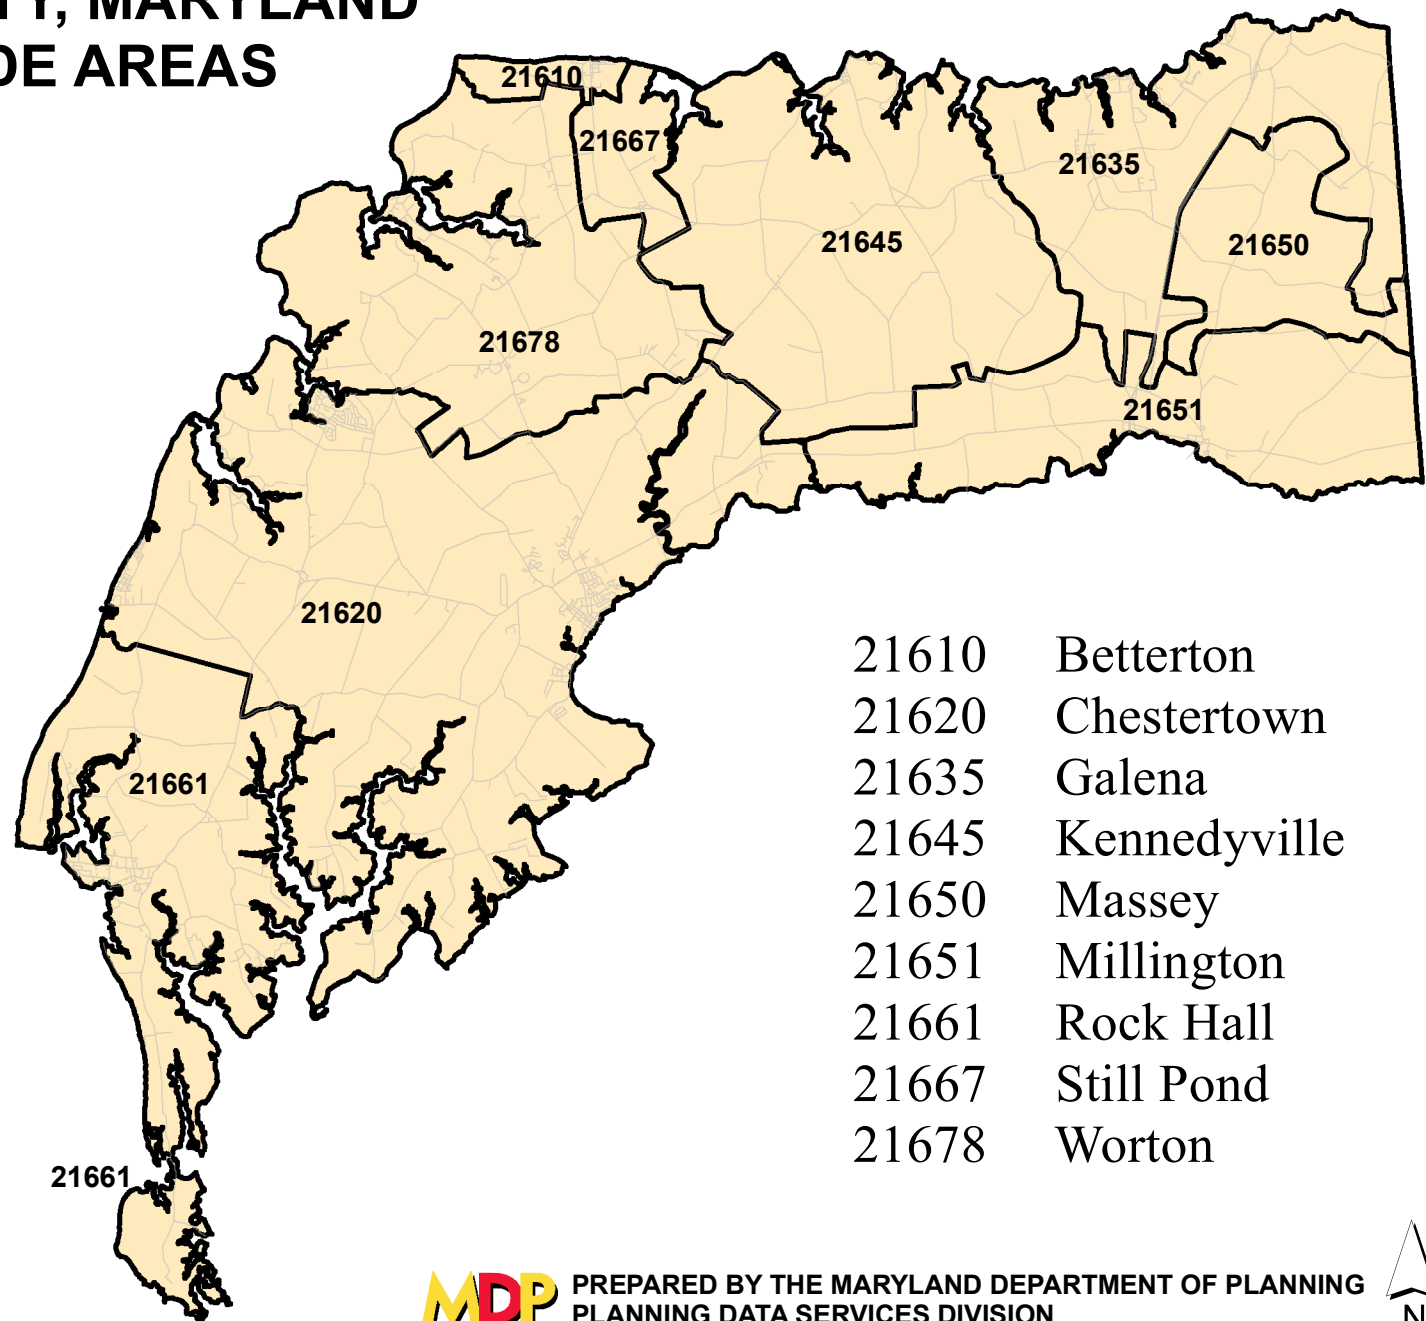 TY, MARYLAND
DE AREAS
21610
21667
21635
21645
21650
21678
21651
21620
21661
21661
21610 Betterton
21620 Chestertown
21635 Galena
21645 Kennedyville
21650 Massey
21651 Millington
21661 Rock Hall
21667 Still Pond
21678 Worton
MDP
PREPARED BY THE MARYLAND DEPARTMENT OF PLANNING
PLANNING DATA SERVICES DIVISION
N